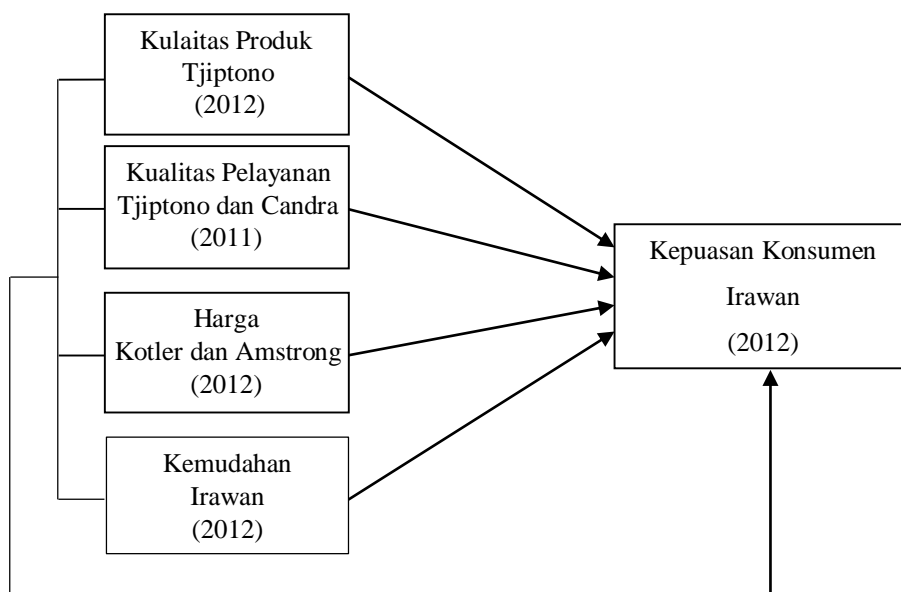 Kulaitas Produk
Tjiptono
(2012)
Kualitas Pelayanan
Tjiptono dan Candra
(2011)
Harga
Kotler dan Amstrong
(2012)
Kemudahan
Irawan
(2012)
Kepuasan Konsumen
Irawan
(2012)